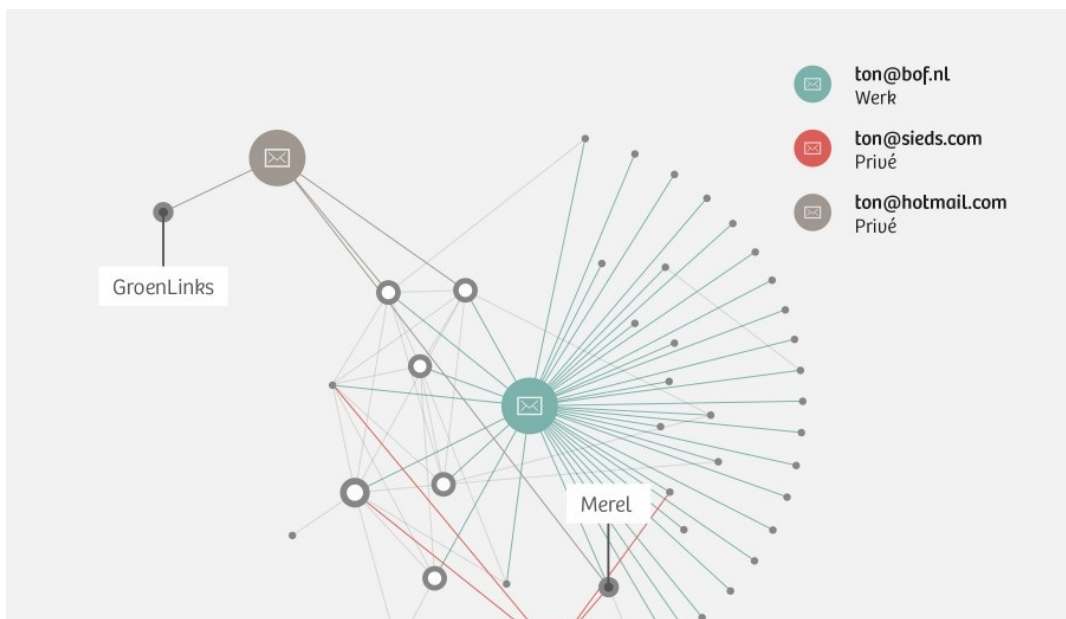 ton@bof.nl
Werk
ton@sieds.com
Privé
ton@hotmail.com
Privé
GroenLinks
Merel